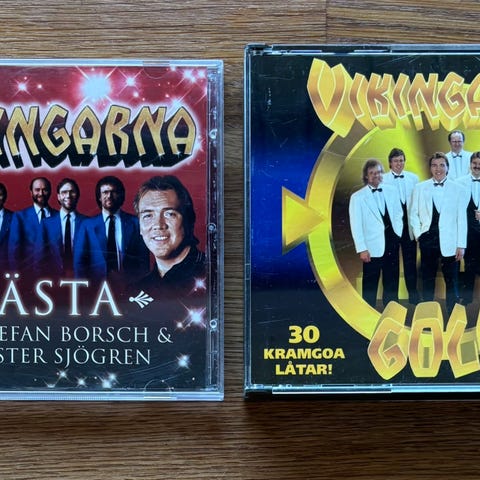 NGARNA
ÄSTA
EFAN BORSCH &
STER SJÖGREN
VIKINGA
30
KRAMGOA
LÅTAR!
GOL